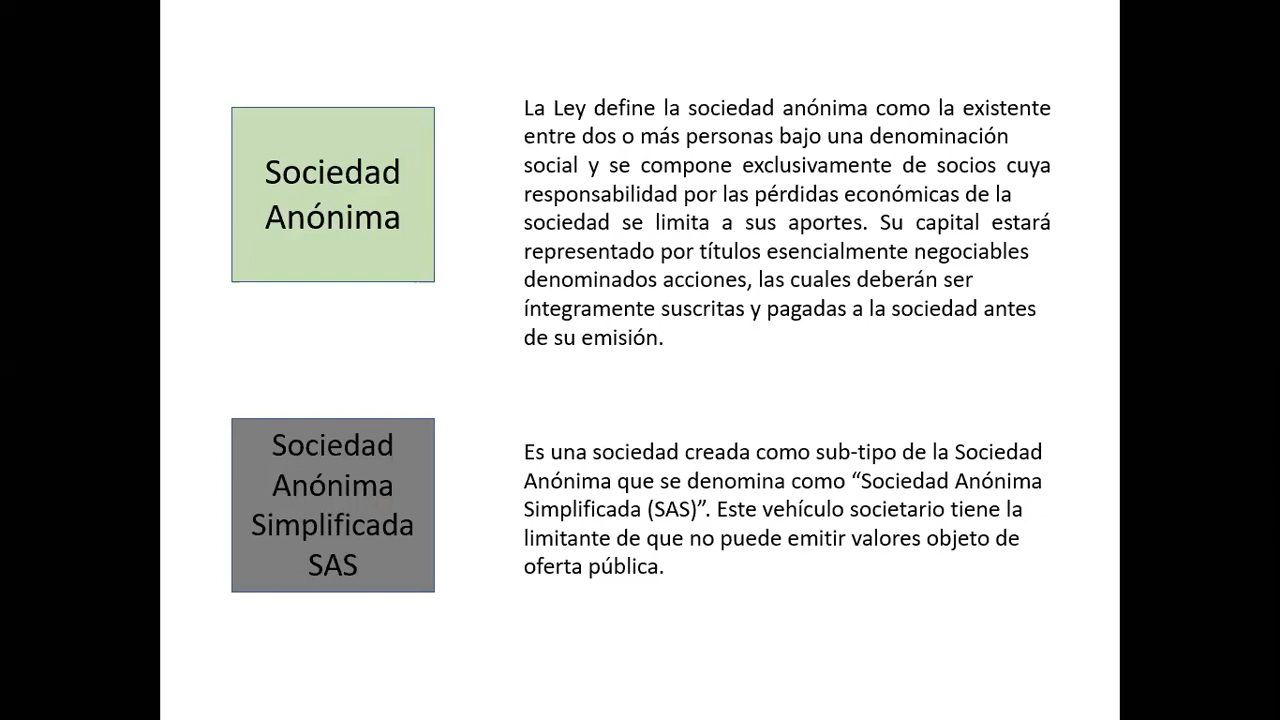 Sociedad
Anónima
La Ley define la sociedad anónima como la existente
entre dos o más personas bajo una denominación
social y se compone exclusivamente de socios cuya
responsabilidad por las pérdidas económicas de la
sociedad se limita a sus aportes. Su capital estará
representado por títulos esencialmente negociables
denominados acciones, las cuales deberán ser
íntegramente suscritas y pagadas a la sociedad antes
de su emisión.
Sociedad
Anónima
Simplificada
SAS
Es una sociedad creada como sub-tipo de la Sociedad
Anónima que se denomina como “Sociedad Anónima
Simplificada (SAS)”. Este vehículo societario tiene la
limitante de que no puede emitir valores objeto de
oferta pública.